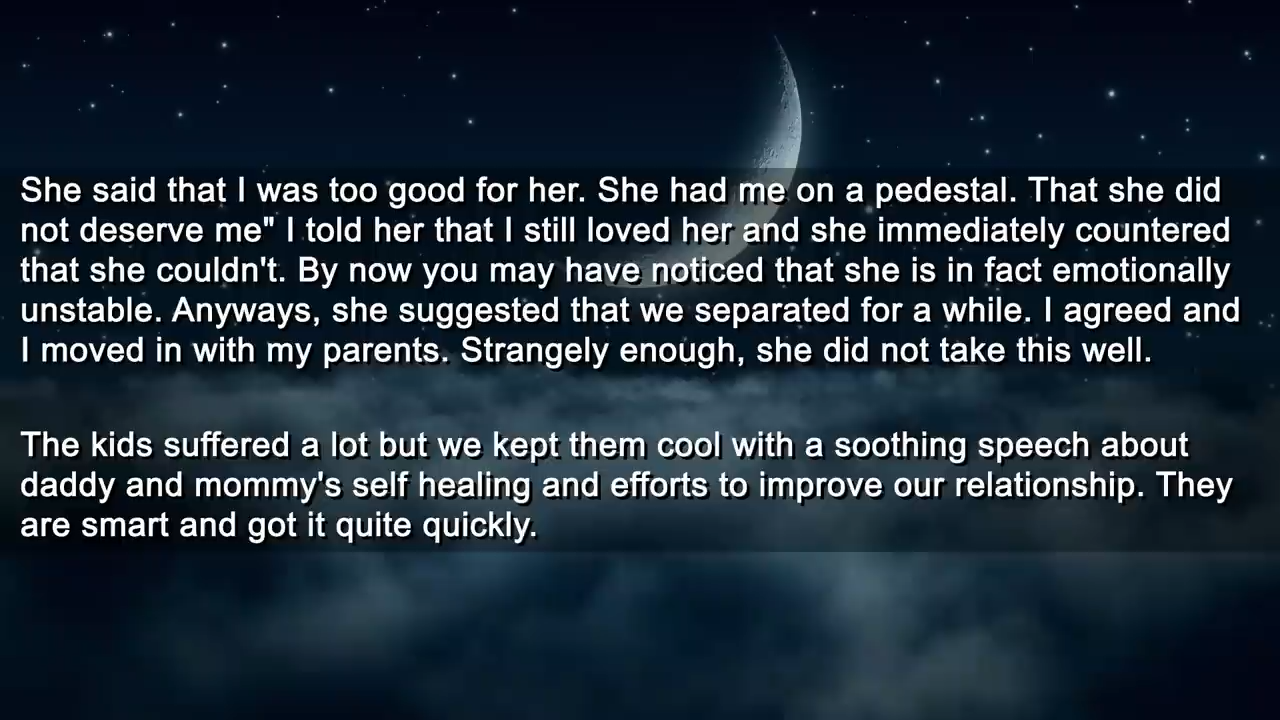 She said that I was too good for her. She had me on a pedestal. That she did
not deserve me" I told her that I still loved her and she immediately countered
that she couldn't. By now you may have noticed that she is in fact emotionally
unstable. Anyways, she suggested that we separated for a while. I agreed and
I moved in with my parents. Strangely enough, she did not take this well.
The kids suffered a lot but we kept them cool with a soothing speech about
daddy and mommy's self healing and efforts to improve our relationship. They
are smart and got it quite quickly.